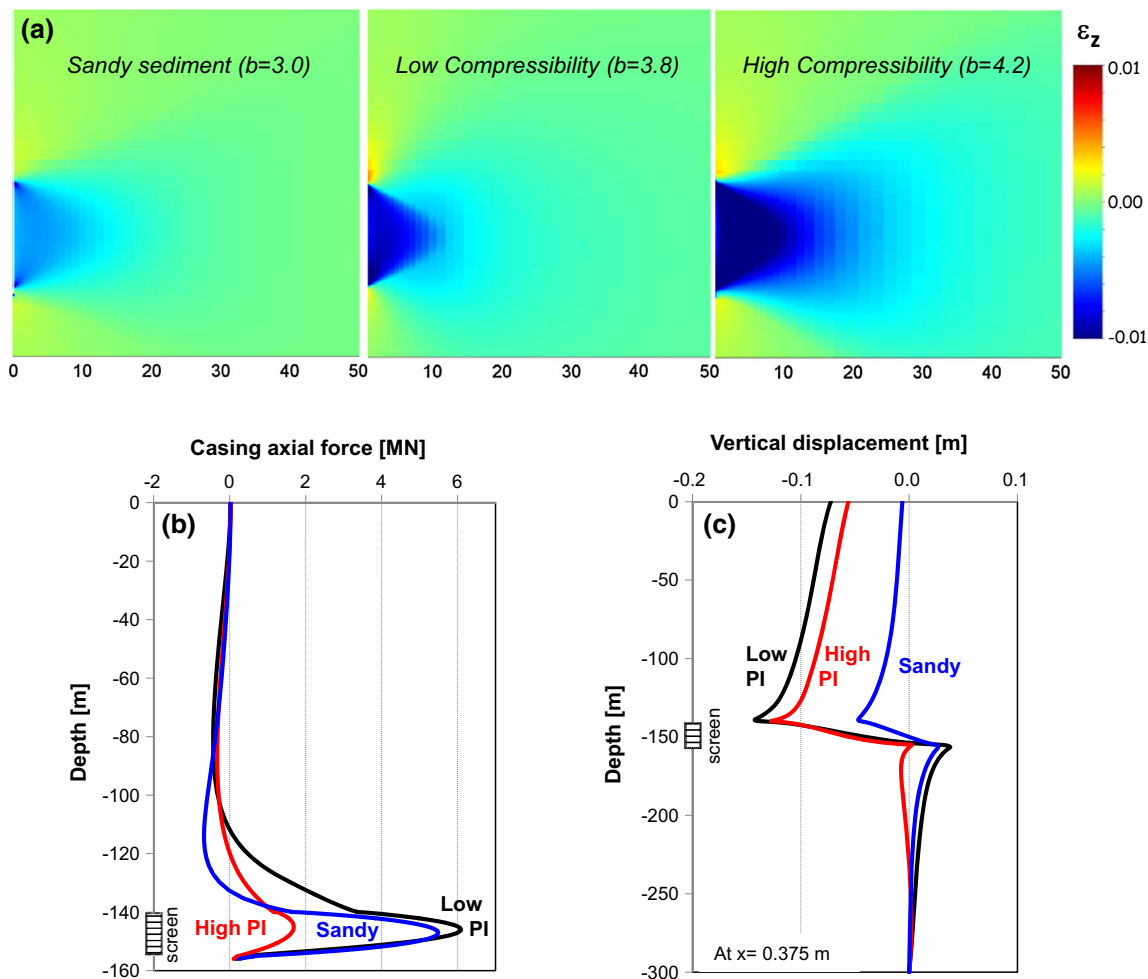 (a)
Sandy sediment (b=3.0)
Low Compressibility (b=3.8)
High Compressibility (b=4.2)
εz
0.01
0.00
-0.01
0 10 20 30 40 50
10 20 30 40 50
10 20 30 40 50
Casing axial force [MN]
-2 0 2 4 6
(b)
Depth [m]
0
-20
-40
-60
-80
-100
-120
-140
-160
screen
High PI
Sandy
Low
PI
Vertical displacement [m]
-0.2 -0.1 0.0 0.1
(c)
Depth [m]
0
-50
-100
-150
-200
-250
-300
screen
Low
PI
High
PI
Sandy
At x= 0.375 m